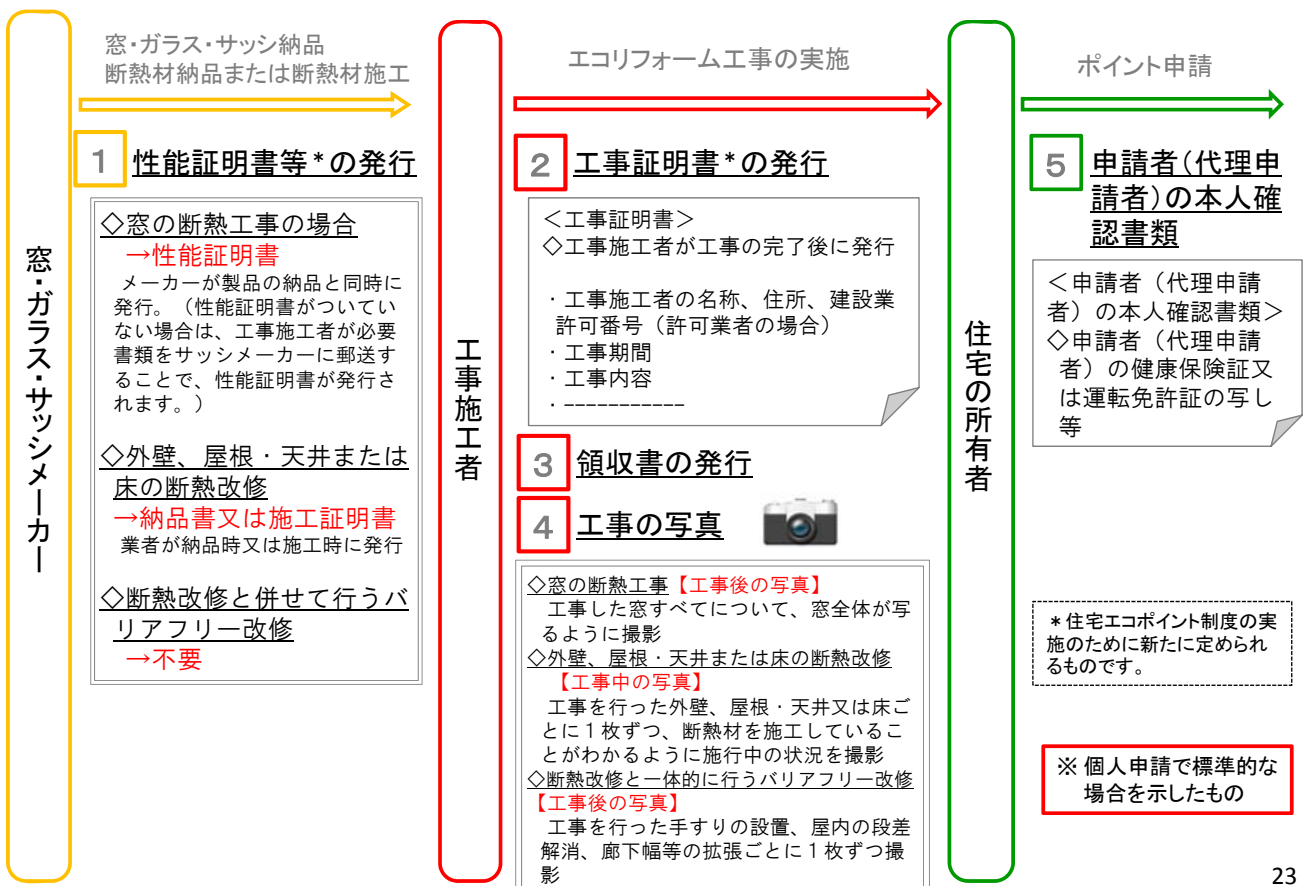 窓・ガラス・サッシメーカー
窓・ガラス・サッシ納品
断熱材納品または断熱材施工
1 性能証明書等*の発行
◇窓の断熱工事の場合
→性能証明書
メーカーが製品の納品と同時に
発行。（性能証明書がついてい
ない場合は、工事施工者が必要
書類をサッシメーカーに郵送す
ることで、性能証明書が発行さ
れます。）
◇外壁、屋根・天井または
床の断熱改修
→納品書又は施工証明書
業者が納品時又は施工時に発行
◇断熱改修と併せて行うバ
リアフリー改修
→不要
工事施工者
エコリフォーム工事の実施
2 工事証明書*の発行
＜工事証明書＞
◇工事施工者が工事の完了後に発行
・工事施工者の名称、住所、建設業
許可番号（許可業者の場合）
・工事期間
・工事内容
・-----------
3 領収書の発行
4 工事の写真
◇窓の断熱工事【工事後の写真】
工事した窓すべてについて、窓全体が写
るように撮影
◇外壁、屋根・天井または床の断熱改修
【工事中の写真】
工事を行った外壁、屋根・天井又は床ご
とに１枚ずつ、断熱材を施工しているこ
とがわかるように施行中の状況を撮影
◇断熱改修と一体的に行うバリアフリー改修
【工事後の写真】
工事を行った手すりの設置、屋内の段差
解消、廊下幅等の拡張ごとに１枚ずつ撮
影
住宅の所有者
ポイント申請
5 申請者(代理申
請者)の本人確
認書類
＜申請者（代理申請
者）の本人確認書類＞
◇申請者（代理申請
者）の健康保険証又
は運転免許証の写し
等
*住宅エコポイント制度の実
施のために新たに定められ
るものです。
※ 個人申請で標準的な
場合を示したもの
23